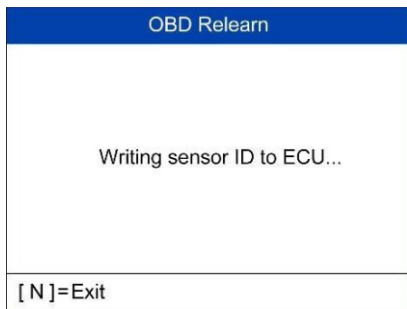 OBD Relearn
Writing sensor ID to ECU...
[ N ]=Exit